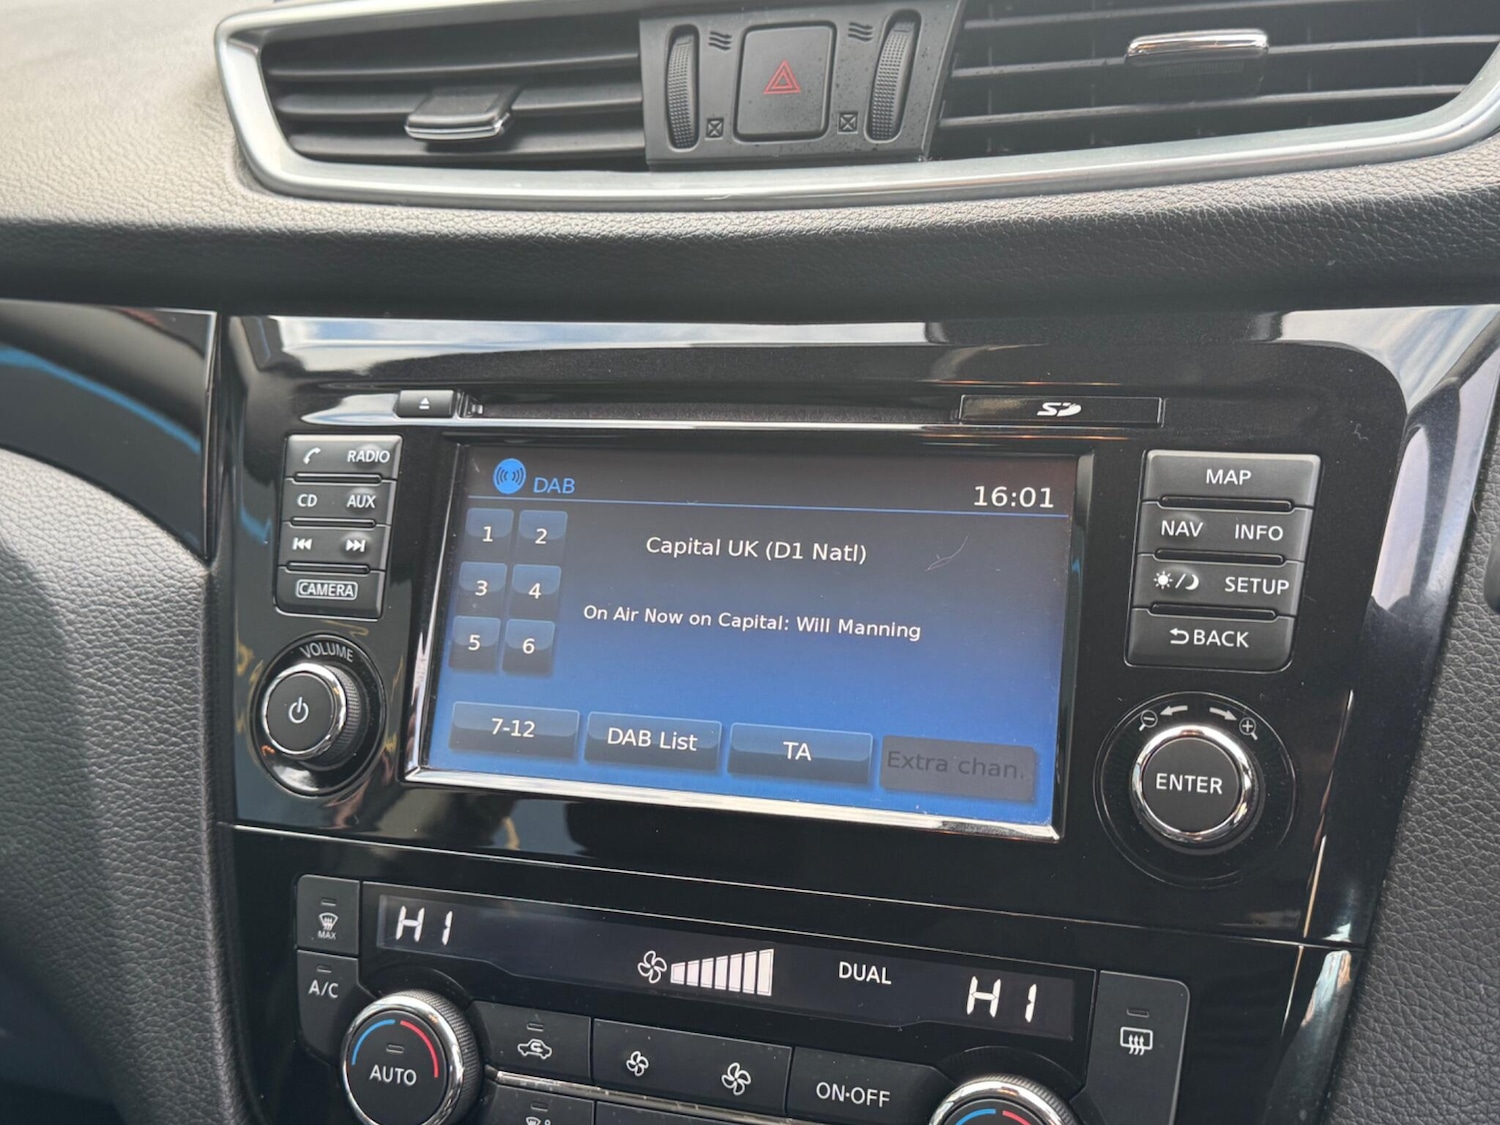 SD
RADIO
CD AUX
CAMERA
VOLUME
DAB
16:01
1 2
Capital UK (D1 Natl)
3 4
On Air Now on Capital: Will Manning
5 6
7-12 DAB List TA Extra chan.
MAP
NAV INFO
SETUP
BACK
ENTER
MAX
HI
DUAL
HI
A/C
AUTO
ON·OFF